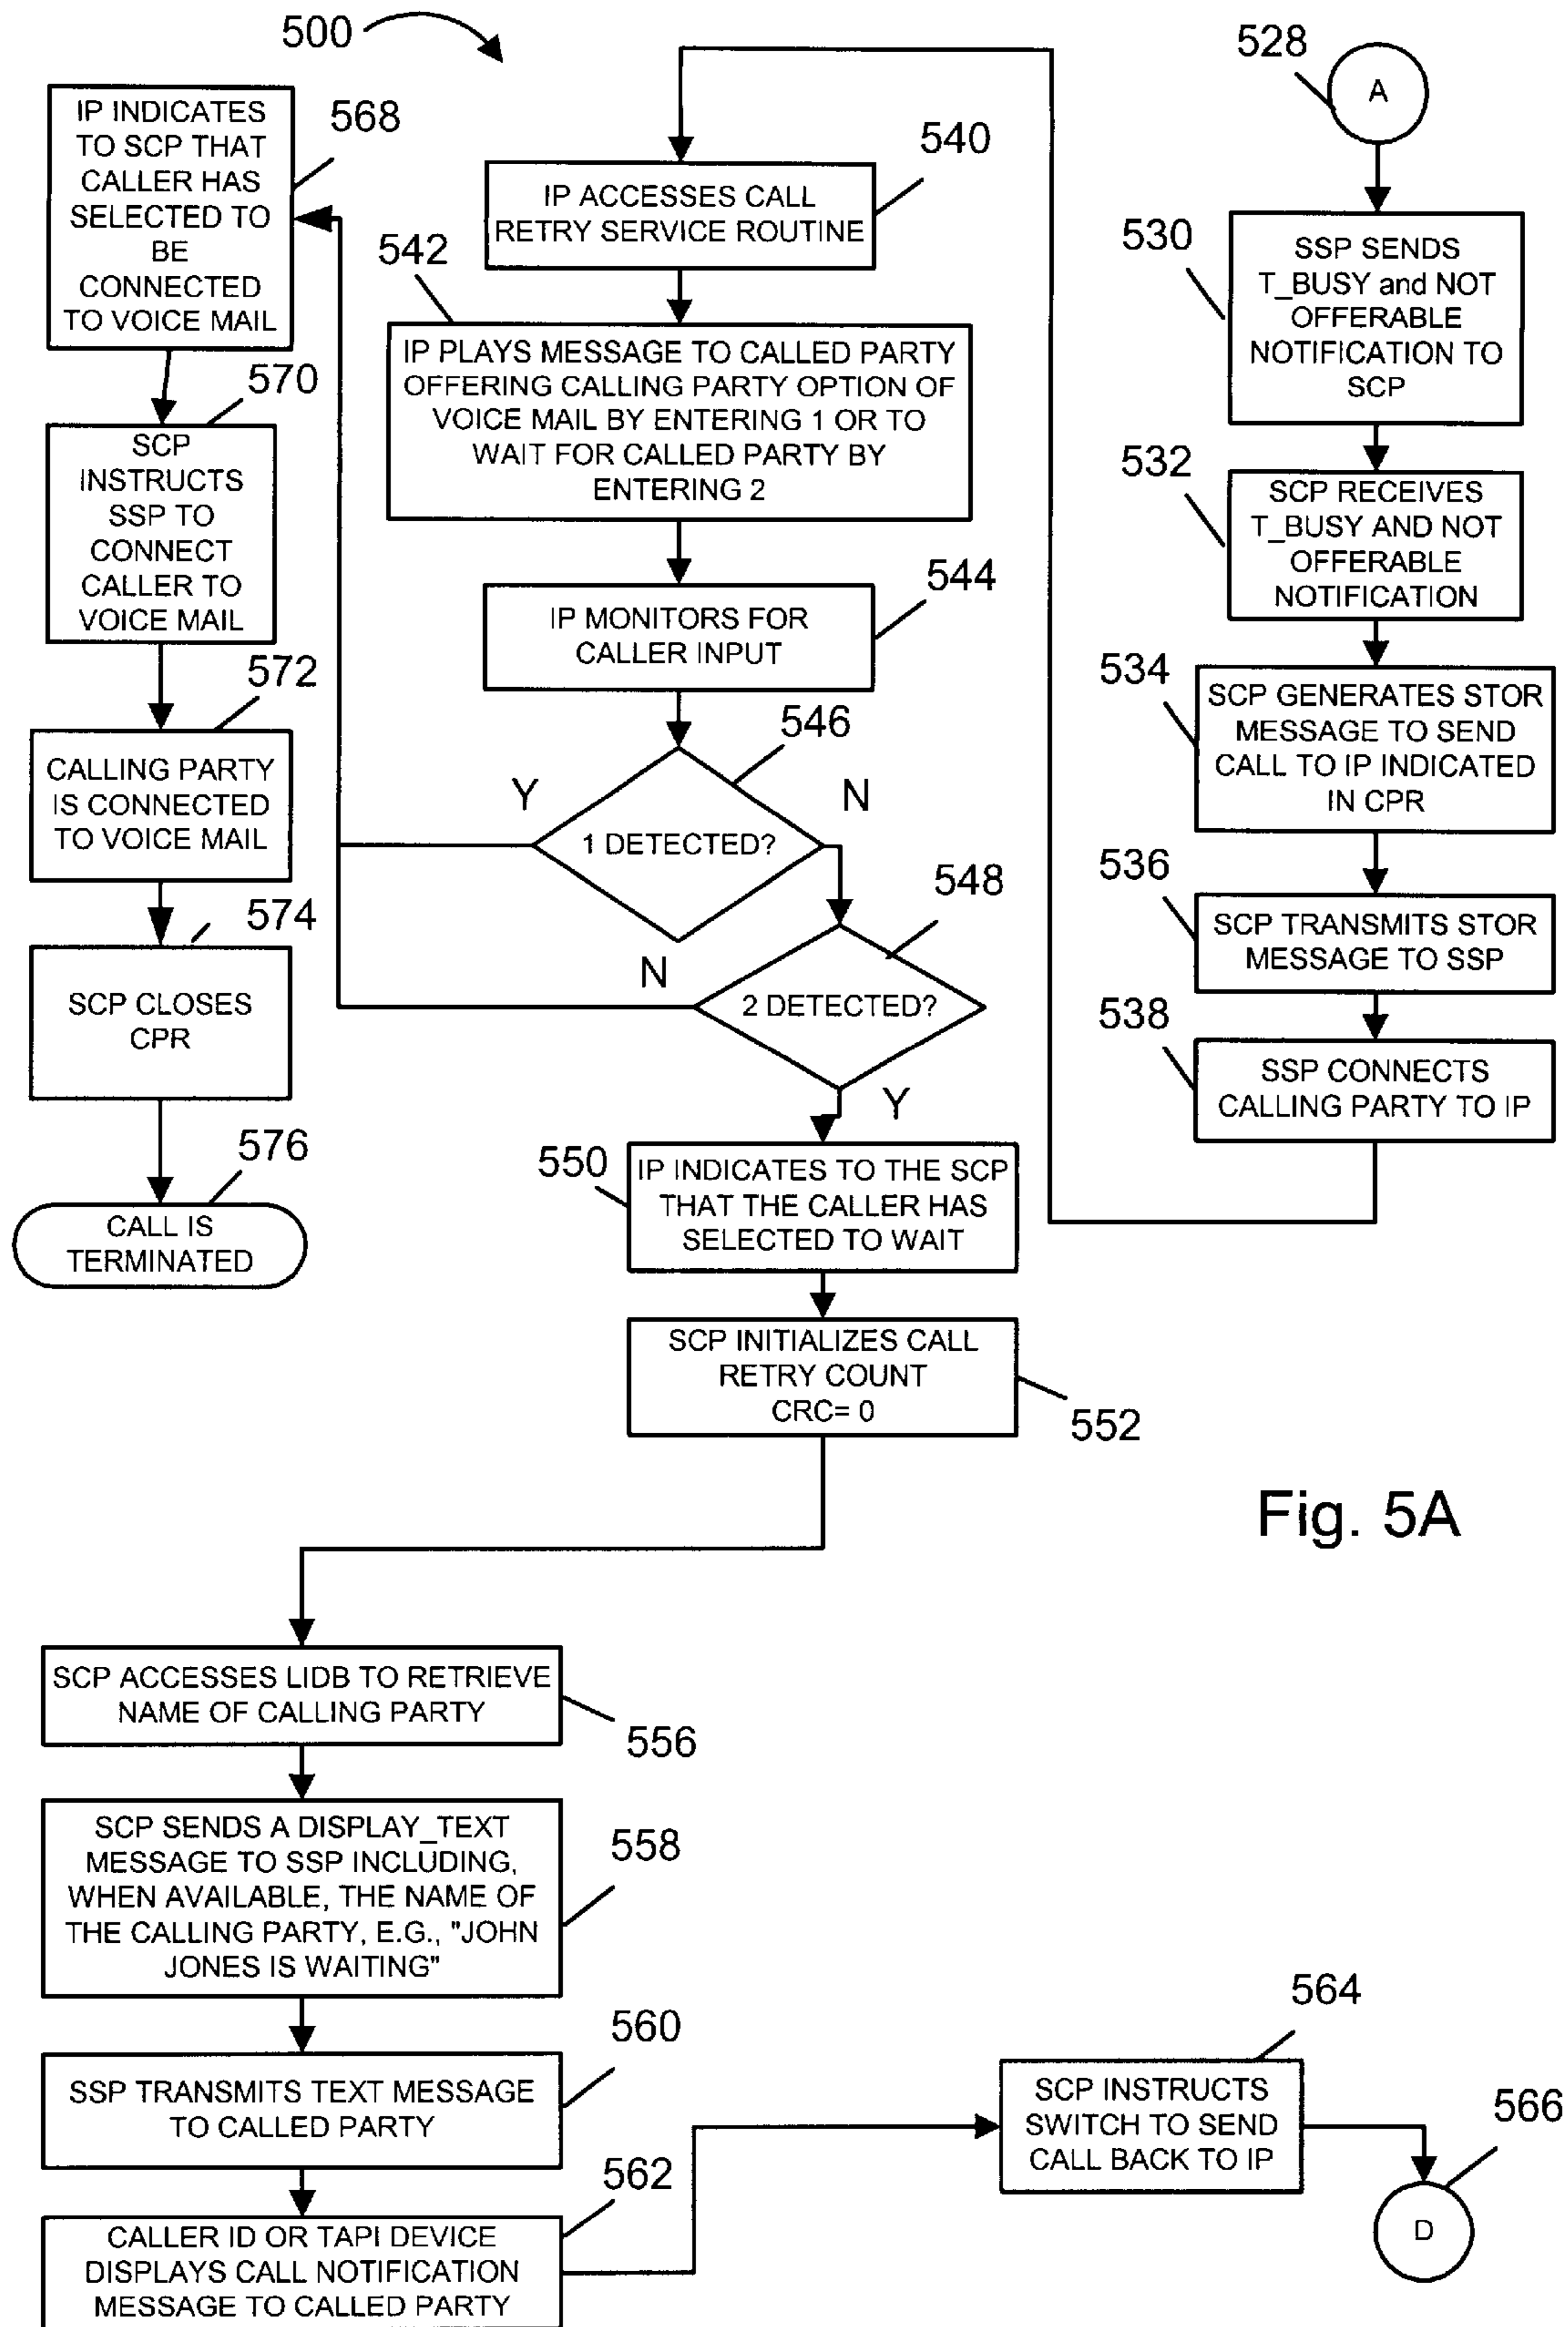 500
528
A
530
SSP SENDS
T_BUSY and NOT
OFFERABLE
NOTIFICATION TO
SCP
532
SCP RECEIVES
T_BUSY AND NOT
OFFERABLE
NOTIFICATION
534
SCP GENERATES STOR
MESSAGE TO SEND
CALL TO IP INDICATED
IN CPR
536
SCP TRANSMITS STOR
MESSAGE TO SSP
538
SSP CONNECTS
CALLING PARTY TO IP
540
IP ACCESSES CALL
RETRY SERVICE ROUTINE
542
IP PLAYS MESSAGE TO CALLED PARTY
OFFERING CALLING PARTY OPTION OF
VOICE MAIL BY ENTERING 1 OR TO
WAIT FOR CALLED PARTY BY
ENTERING 2
544
IP MONITORS FOR
CALLER INPUT
546
Y
N
1 DETECTED?
548
N
2 DETECTED?
Y
550
IP INDICATES TO THE SCP
THAT THE CALLER HAS
SELECTED TO WAIT
SCP INITIALIZES CALL
RETRY COUNT
CRC= 0
552
IP INDICATES
TO SCP THAT
CALLER HAS
SELECTED TO
BE
CONNECTED
TO VOICE MAIL
568
570
SCP
INSTRUCTS
SSP TO
CONNECT
CALLER TO
VOICE MAIL
572
CALLING PARTY
IS CONNECTED
TO VOICE MAIL
574
SCP CLOSES
CPR
576
CALL IS
TERMINATED
Fig. 5A
SCP ACCESSES LIDB TO RETRIEVE
NAME OF CALLING PARTY
556
SCP SENDS A DISPLAY_TEXT
MESSAGE TO SSP INCLUDING,
WHEN AVAILABLE, THE NAME OF
THE CALLING PARTY, E.G., "JOHN
JONES IS WAITING"
558
560
SSP TRANSMITS TEXT MESSAGE
TO CALLED PARTY
562
CALLER ID OR TAPI DEVICE
DISPLAYS CALL NOTIFICATION
MESSAGE TO CALLED PARTY
564
SCP INSTRUCTS
SWITCH TO SEND
CALL BACK TO IP
566
D